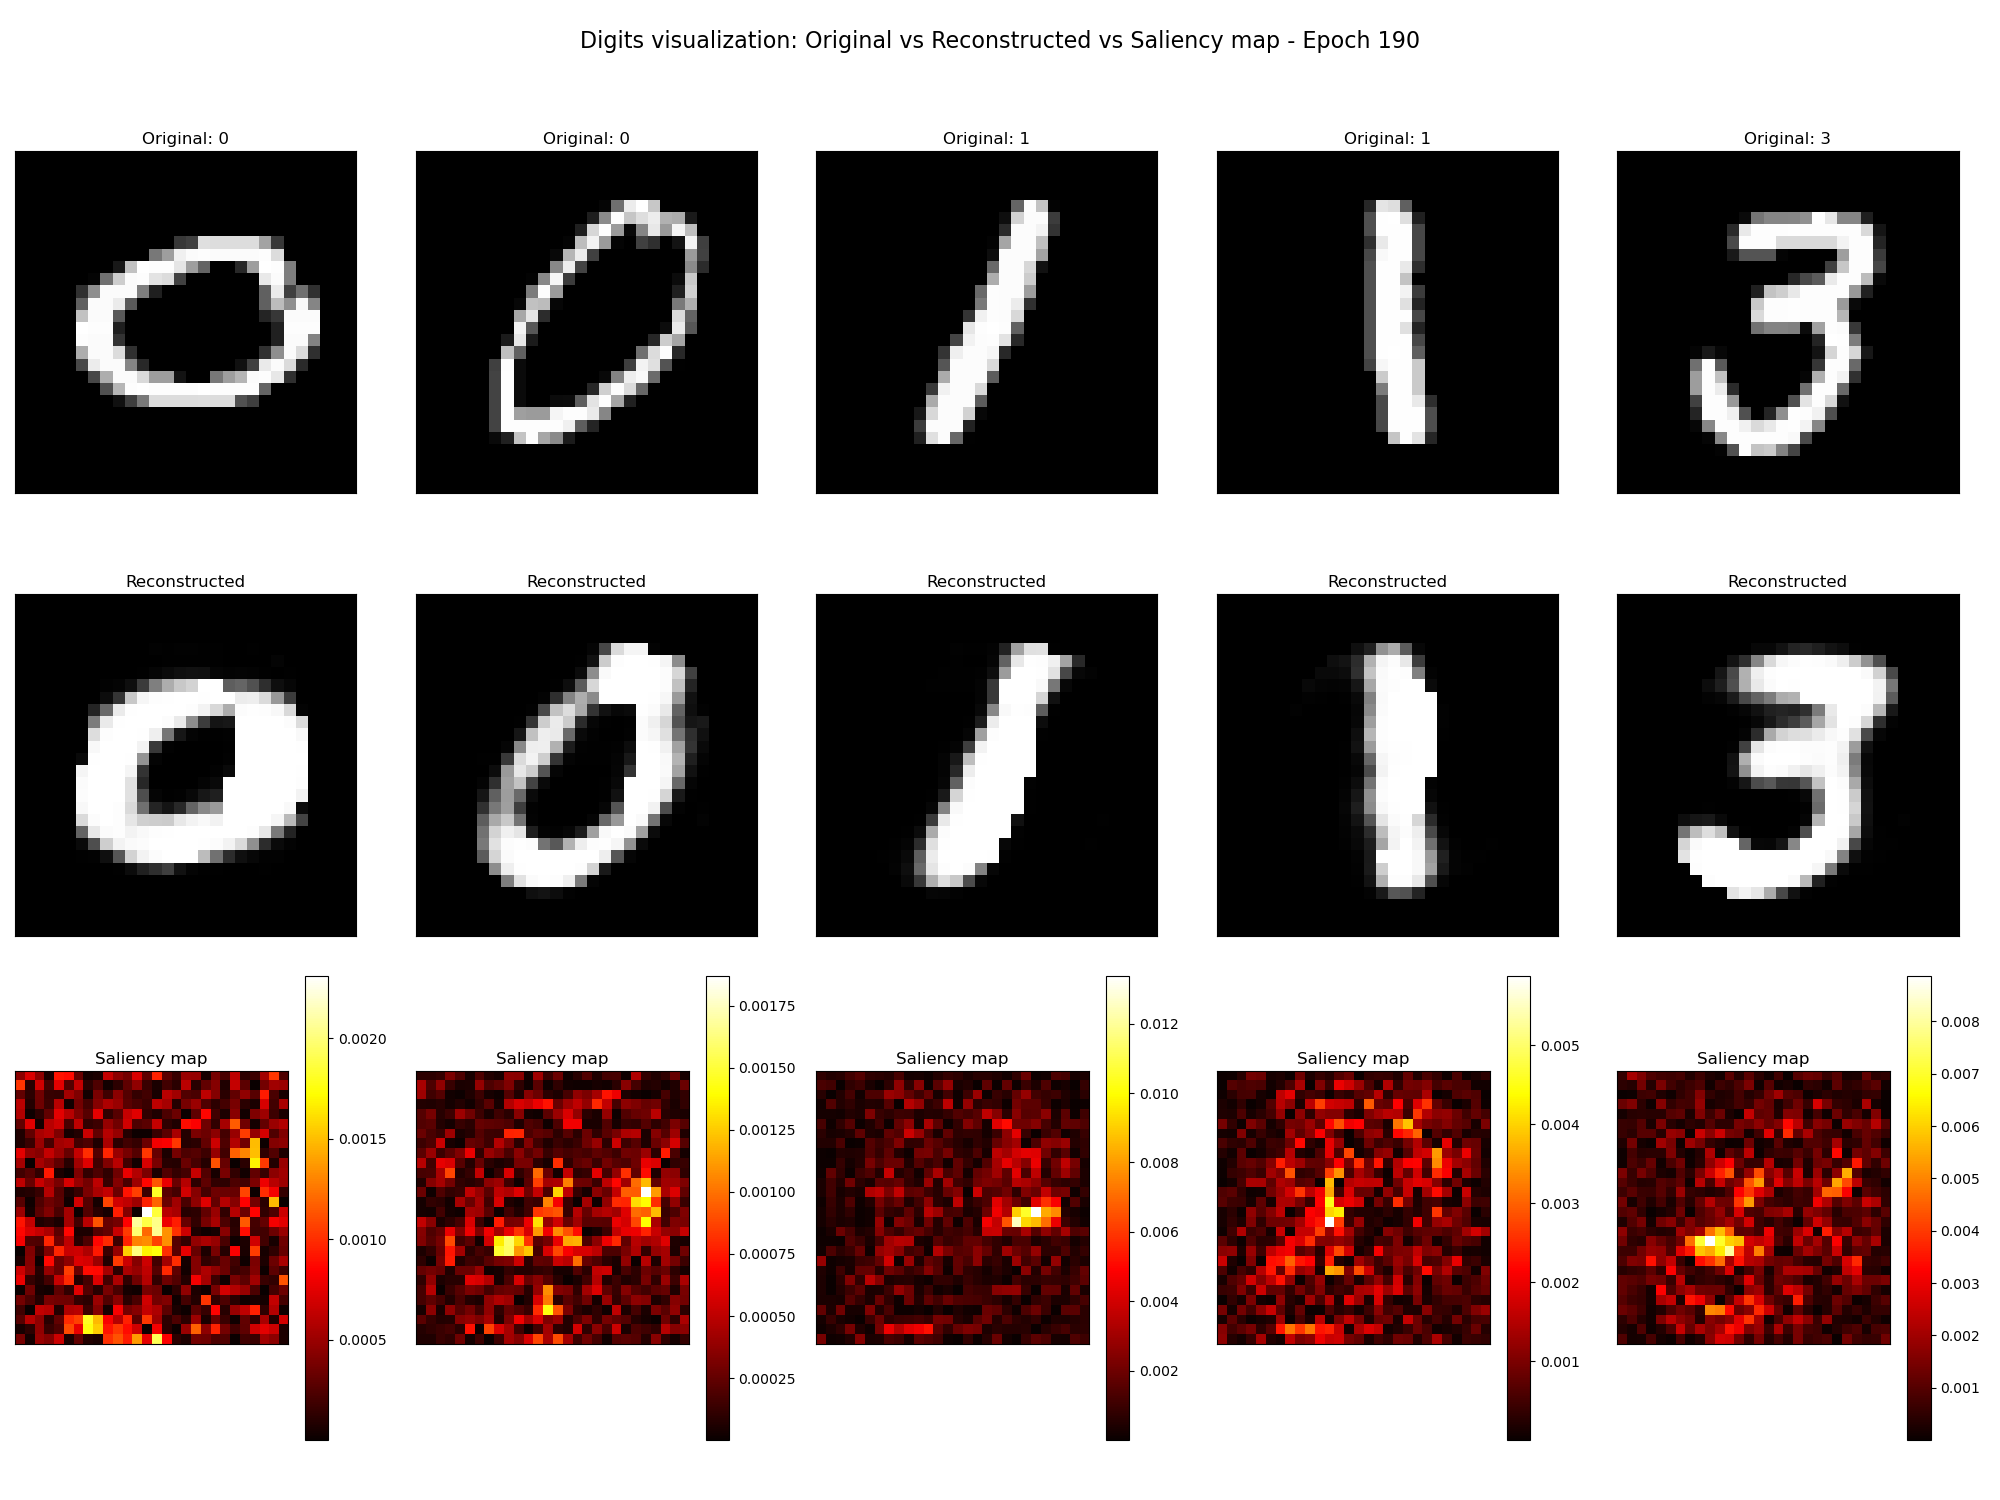 Digits visualization: Original vs Reconstructed vs Saliency map - Epoch 190
Original: 0
Original: 0
Original: 1
Original: 1
Original: 3
Reconstructed
Reconstructed
Reconstructed
Reconstructed
Reconstructed
Saliency map
0.0020
0.0015
0.0010
0.0005
Saliency map
0.00175
0.00150
0.00125
0.00100
0.00075
0.00050
0.00025
Saliency map
0.012
0.010
0.008
0.006
0.004
0.002
Saliency map
0.005
0.004
0.003
0.002
0.001
Saliency map
0.008
0.007
0.006
0.005
0.004
0.003
0.002
0.001